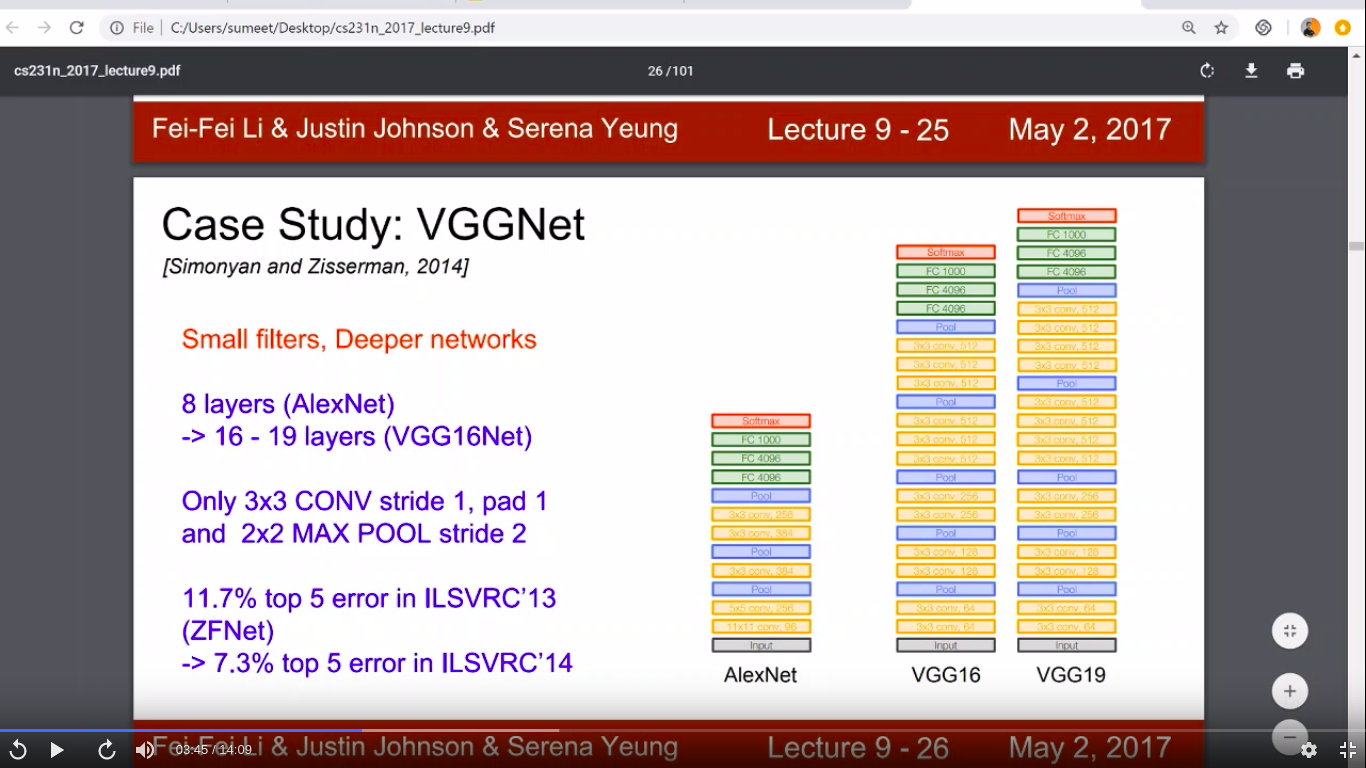 File
C:/Users/sumeet/Desktop/cs231n_2017_lecture9.pdf
cs231n_2017_lecture9.pdf
26 / 101
Fei-Fei Li & Justin Johnson & Serena Yeung
Lecture 9 - 25
May 2, 2017
Case Study: VGGNet
[Simonyan and Zisserman, 2014]
Small filters, Deeper networks
8 layers (AlexNet)
-> 16 - 19 layers (VGG16Net)
Only 3x3 CONV stride 1, pad 1
and 2x2 MAX POOL stride 2
11.7% top 5 error in ILSVRC'13
(ZFNet)
-> 7.3% top 5 error in ILSVRC'14
Softmax
FC 1000
FC 4096
FC 4096
Pool
3x3 conv, 256
3x3 conv, 384
Pool
3x3 conv, 384
Pool
5x5 conv, 256
11x11 conv, 96
Input
AlexNet
Softmax
FC 1000
FC 4096
FC 4096
Pool
3x3 conv, 512
3x3 conv, 512
3x3 conv, 512
Pool
3x3 conv, 512
3x3 conv, 512
3x3 conv, 512
Pool
3x3 conv, 256
3x3 conv, 256
Pool
3x3 conv, 128
3x3 conv, 128
Pool
3x3 conv, 64
3x3 conv, 64
Input
VGG16
Softmax
FC 1000
FC 4096
FC 4096
Pool
3x3 conv, 512
3x3 conv, 512
3x3 conv, 512
3x3 conv, 512
Pool
3x3 conv, 512
3x3 conv, 512
3x3 conv, 512
3x3 conv, 512
Pool
3x3 conv, 256
3x3 conv, 256
Pool
3x3 conv, 128
3x3 conv, 128
Pool
3x3 conv, 64
3x3 conv, 64
Input
VGG19
Fei-Fei Li & Justin Johnson & Serena Yeung
Lecture 9 - 26
May 2, 2017
03:45 / 14:09